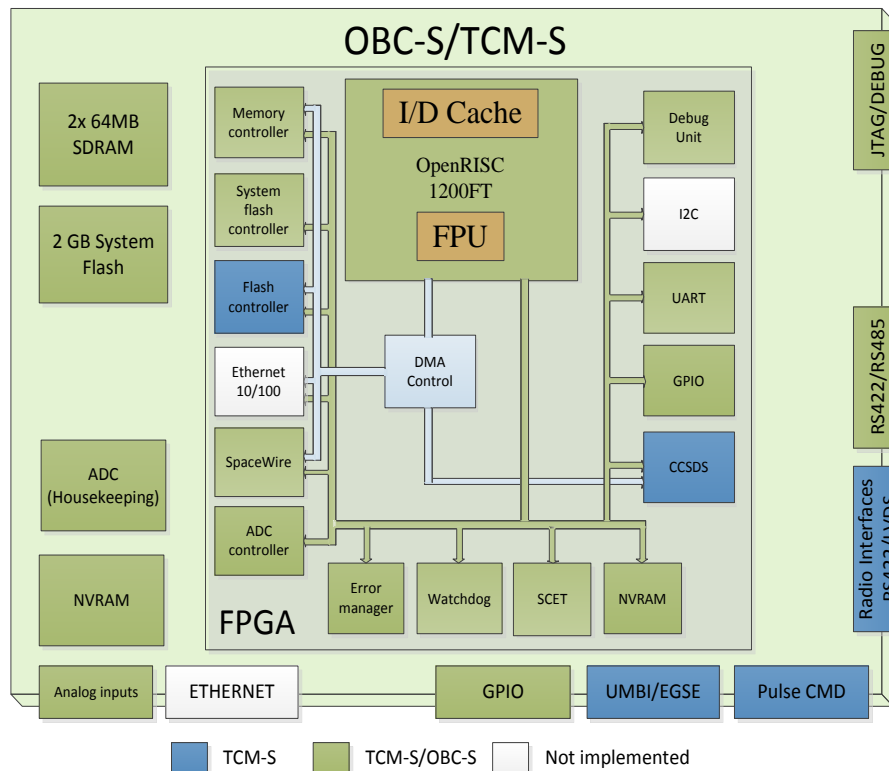 OBC-S/TCM-S
2x 64MB
SDRAM
2 GB System
Flash
ADC
(Housekeeping)
NVRAM
Memory
controller
System
flash
controller
Flash
controller
Ethernet
10/100
SpaceWire
ADC
controller
FPGA
I/D Cache
OpenRISC
1200FT
FPU
DMA
Control
Error
manager
Watchdog
SCET
NVRAM
Debug
Unit
I2C
UART
GPIO
CCSDS
JTAG/DEBUG
RS422/RS485
Radio Interfaces
RS422/LVDS
Analog inputs
ETHERNET
GPIO
UMBI/EGSE
Pulse CMD
TCM-S
TCM-S/OBC-S
Not implemented